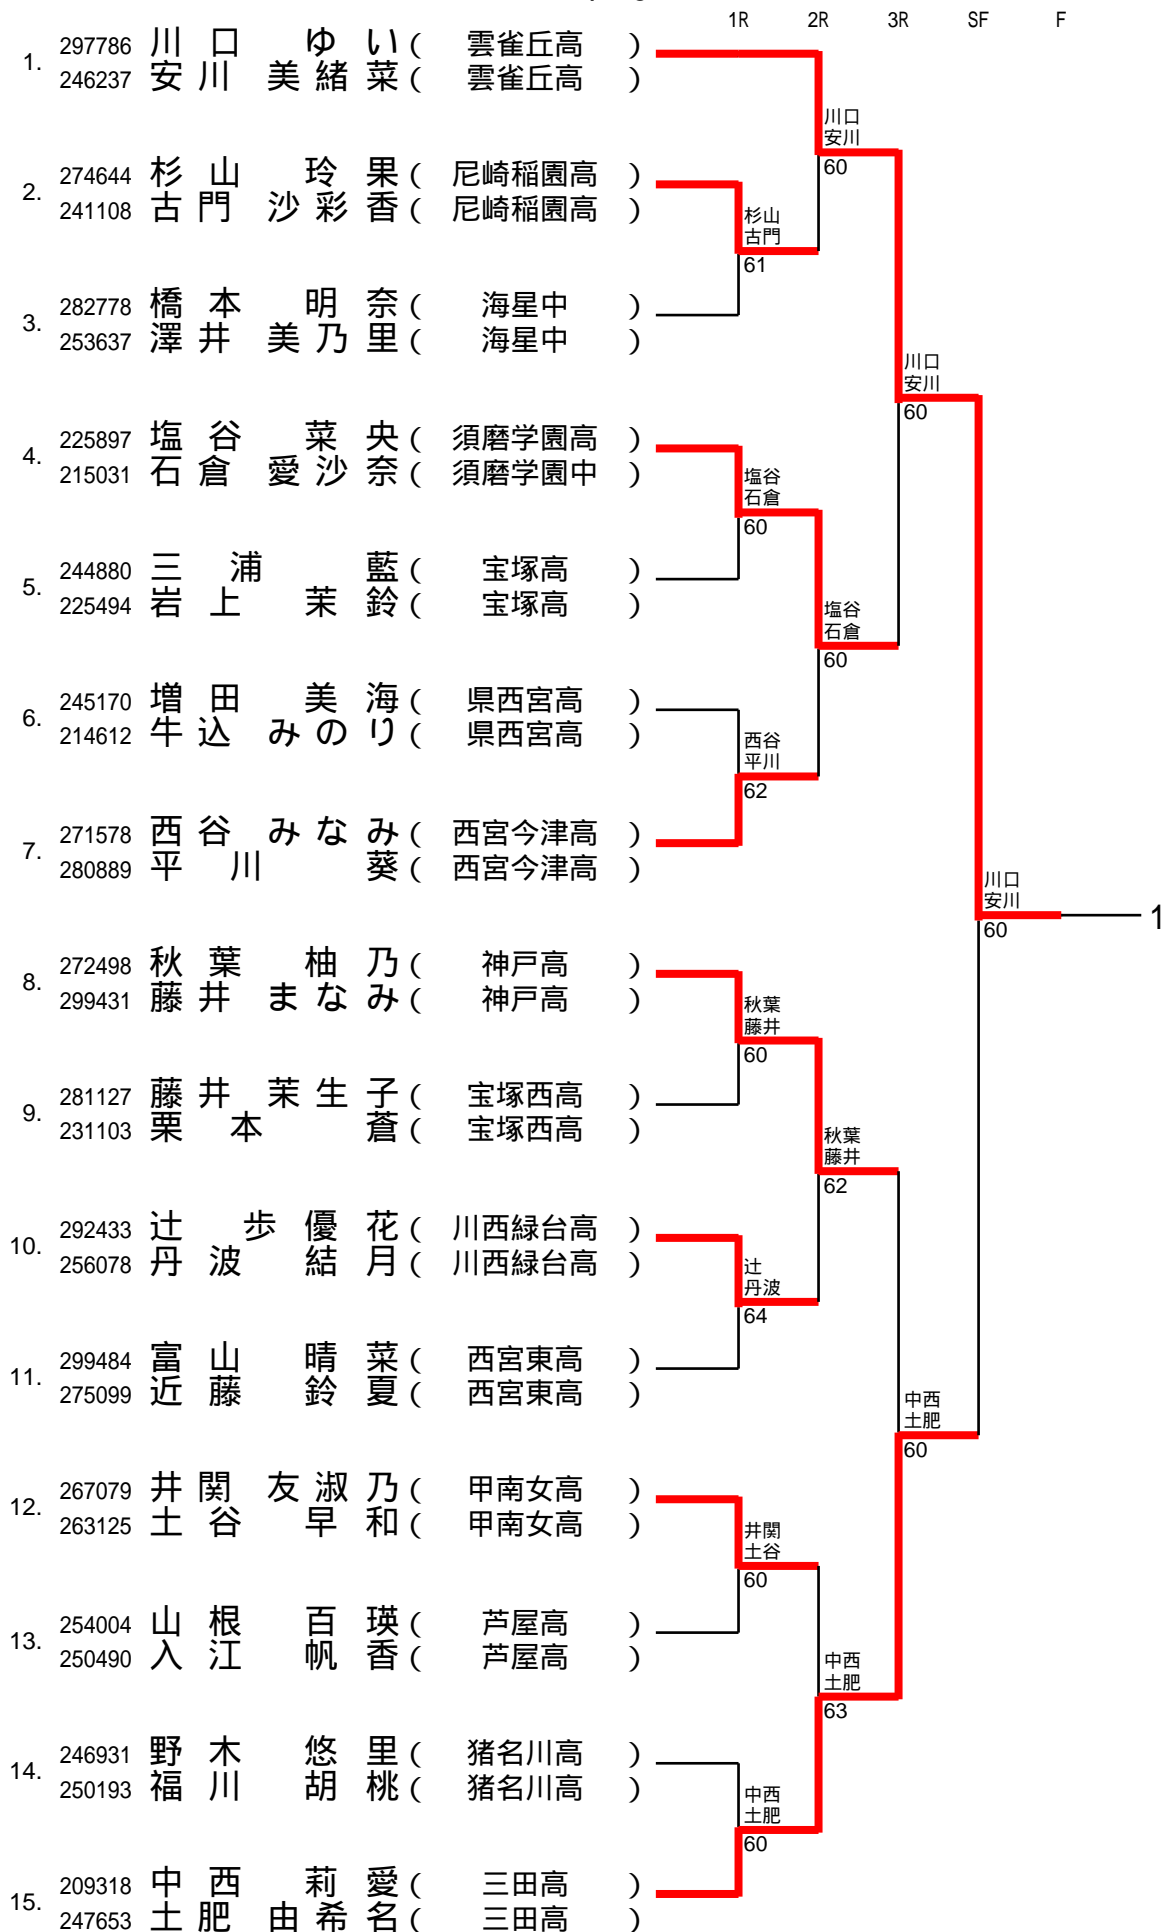 1R 2R 3R SF F
1. 297786 川口 ゆい ( 雲雀丘高 )
246237 安川 美緒菜 ( 雲雀丘高 )
川口
安川
60
2. 274644 杉山 玲果 ( 尼崎稲園高 )
241108 古門 沙彩香 ( 尼崎稲園高 )
杉山
古門
61
3. 282778 橋本 明奈 ( 海星中 )
253637 澤井 美乃里 ( 海星中 )
川口
安川
60
4. 225897 塩谷 菜央 ( 須磨学園高 )
215031 石倉 愛沙奈 ( 須磨学園中 )
塩谷
石倉
60
5. 244880 三浦 藍 ( 宝塚高 )
225494 岩上 茉鈴 ( 宝塚高 )
塩谷
石倉
60
6. 245170 増田 美海 ( 県西宮高 )
214612 牛込 みのり ( 県西宮高 )
西谷
平川
62
7. 271578 西谷 みなみ ( 西宮今津高 )
280889 平川 葵 ( 西宮今津高 )
川口
安川
60
1
8. 272498 秋葉 柚乃 ( 神戸高 )
299431 藤井 まなみ ( 神戸高 )
秋葉
藤井
60
9. 281127 藤井 茉生子 ( 宝塚西高 )
231103 栗本 蒼 ( 宝塚西高 )
秋葉
藤井
62
10. 292433 辻 歩優花 ( 川西緑台高 )
256078 丹波 結月 ( 川西緑台高 )
辻
丹波
64
11. 299484 富山 晴菜 ( 西宮東高 )
275099 近藤 鈴夏 ( 西宮東高 )
中西
土肥
60
12. 267079 井関 友淑乃 ( 甲南女高 )
263125 土谷 早和 ( 甲南女高 )
井関
土谷
60
13. 254004 山根 百瑛 ( 芦屋高 )
250490 入江 帆香 ( 芦屋高 )
中西
土肥
63
14. 246931 野木 悠里 ( 猪名川高 )
250193 福川 胡桃 ( 猪名川高 )
中西
土肥
60
15. 209318 中西 莉愛 ( 三田高 )
247653 土肥 由希名 ( 三田高 )